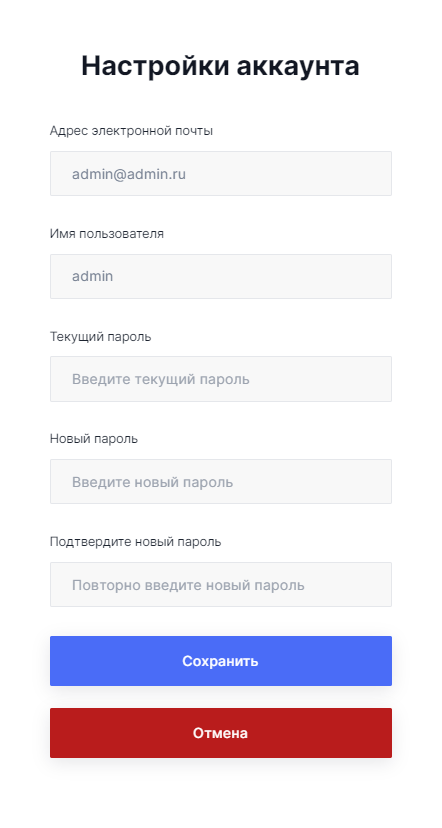 Настройки аккаунта
Адрес электронной почты
admin@admin.ru
Имя пользователя
admin
Текущий пароль
Введите текущий пароль
Новый пароль
Введите новый пароль
Подтвердите новый пароль
Повторно введите новый пароль
Сохранить
Отмена